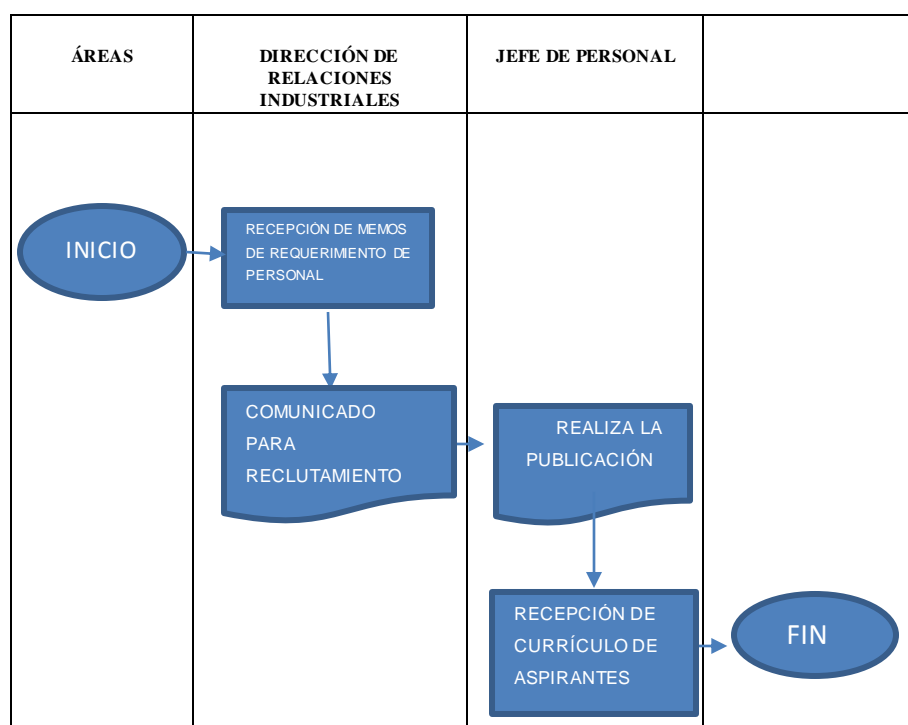 ÁREAS
DIRECCIÓN DE
RELACIONES
INDUSTRIALES
JEFE DE PERSONAL
INICIO
RECEPCIÓN DE MEMOS
DE REQUERIMIENTO DE
PERSONAL
COMUNICADO
PARA
RECLUTAMIENTO
REALIZA LA
PUBLICACIÓN
RECEPCIÓN DE
CURRÍCULO DE
ASPIRANTES
FIN